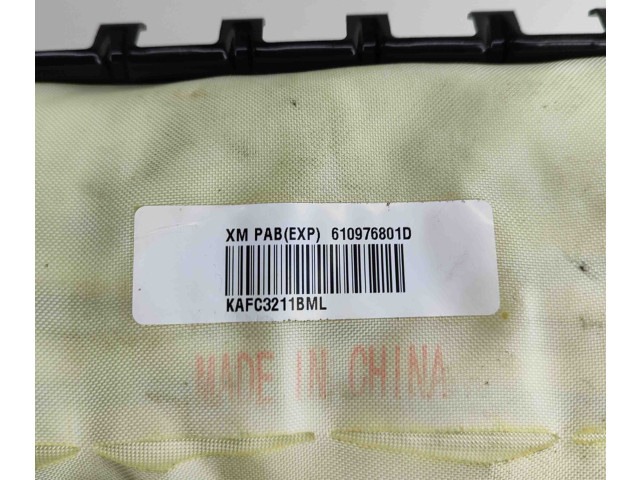 XM PAB(EXP) 610976801D
KAFC3211BML
MADE IN CHINA